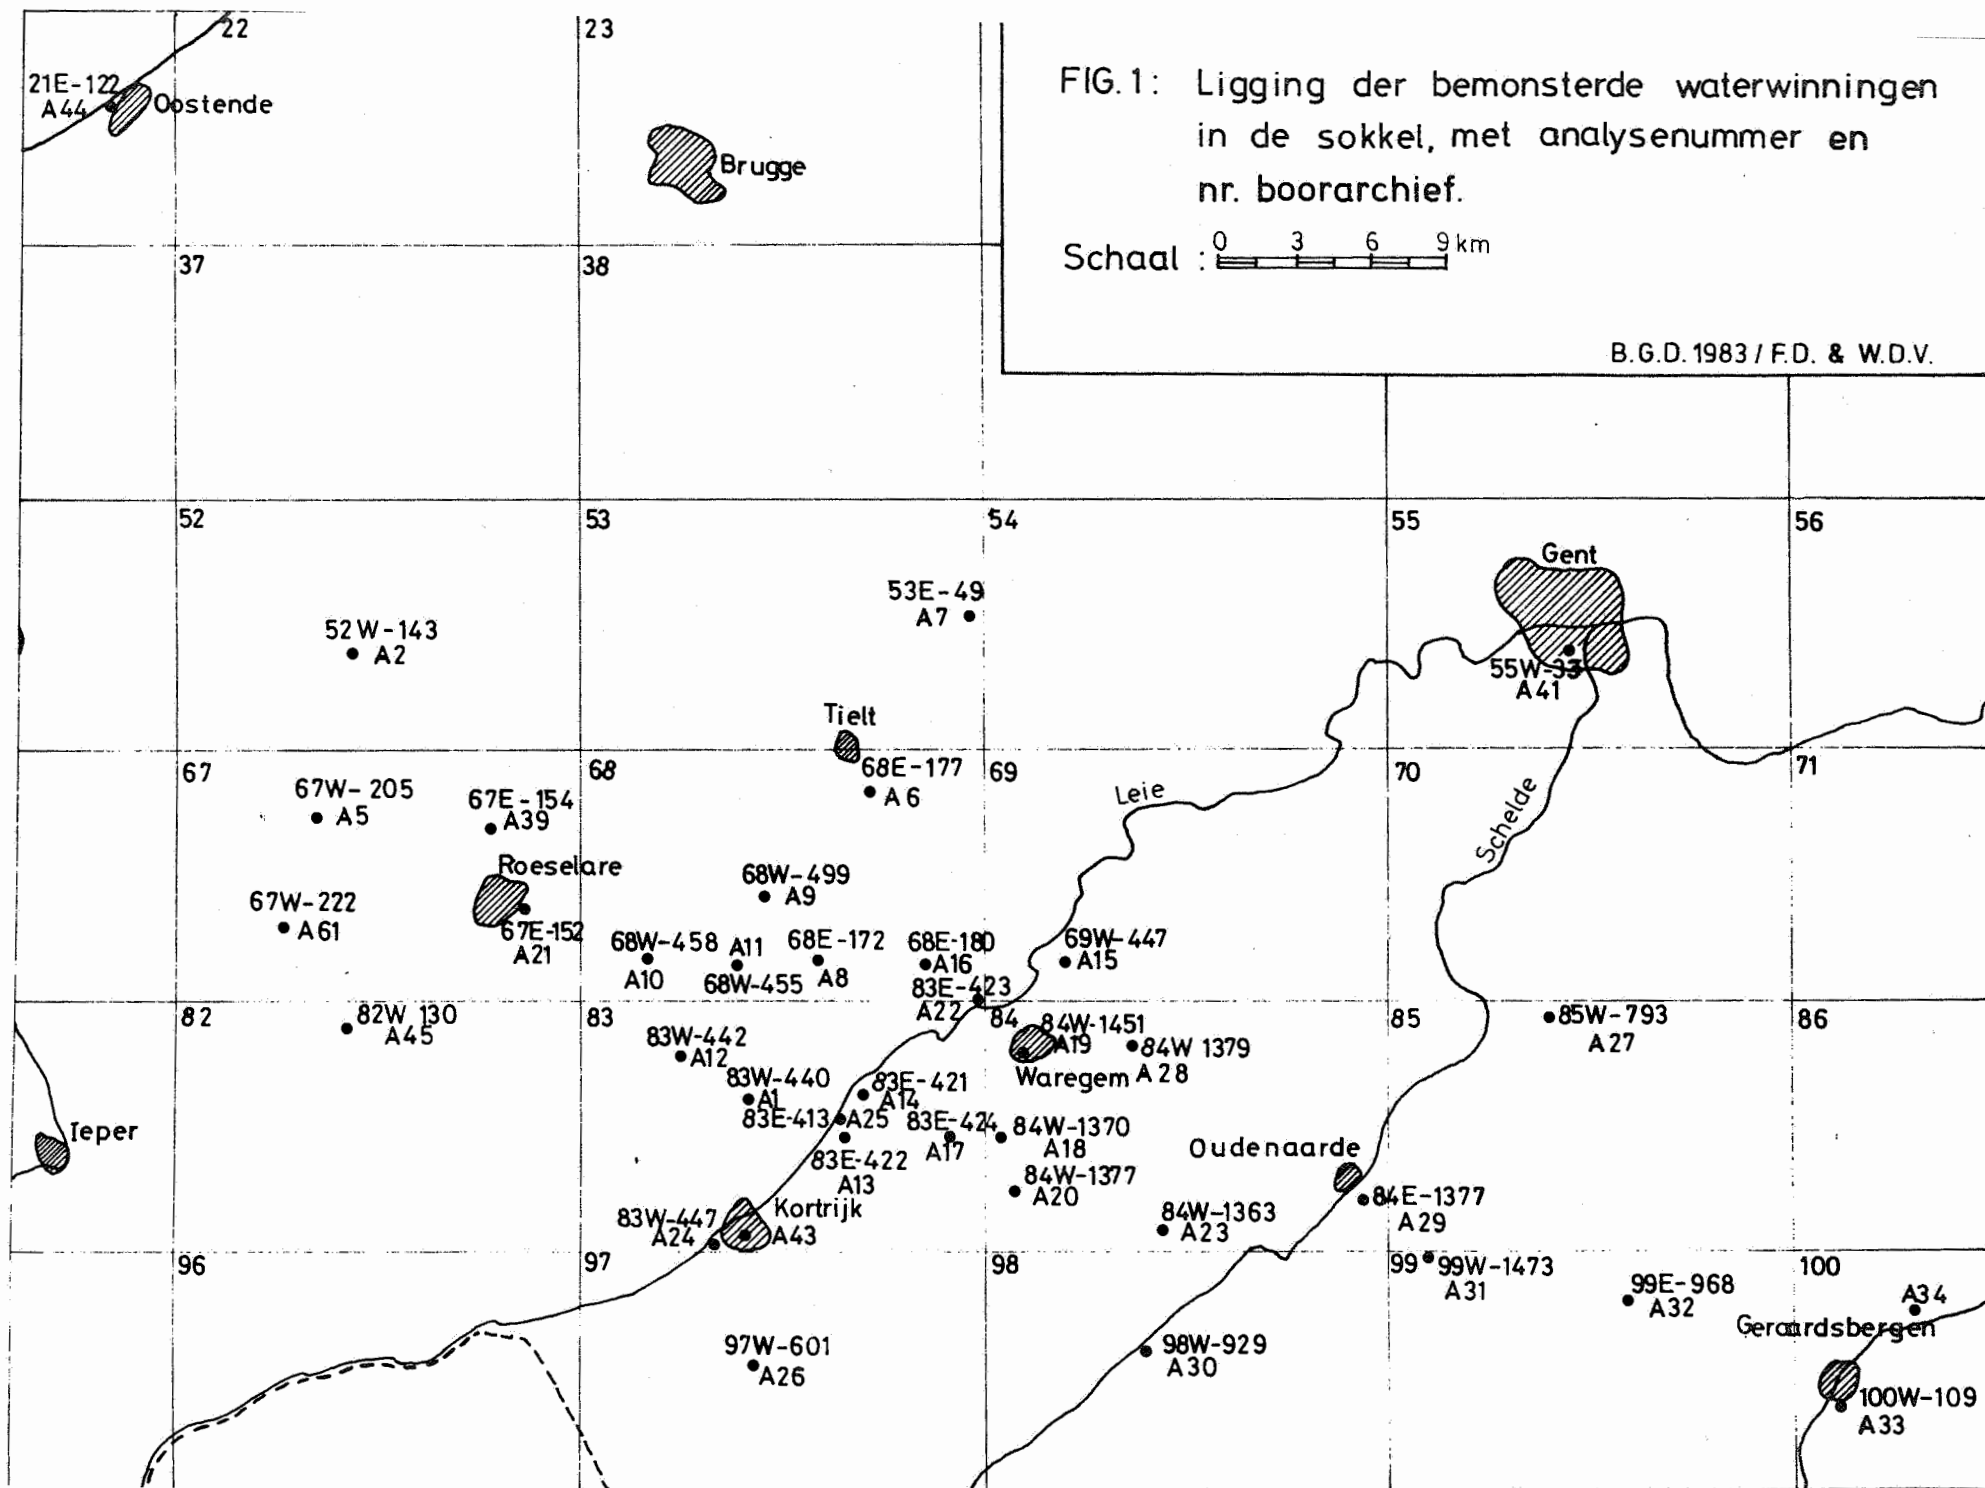 22
23
21E-122
A44
Oostende
Brugge
FIG.1: Ligging der bemonsterde waterwinningen
in de sokkel, met analysenummer en
nr. boorarchief.
Schaal : 0 3 6 9 km
B.G.D. 1983 / F.D. & W.D.V.
37
38
52
53
54
55
56
Gent
55W-33
A41
53E-49
A7
52W-143
A2
Tielt
68E-177
A6
67
68
69
70
71
67W-205
A5
67E-154
A39
Leie
Schelde
Roeselare
67E-152
A21
68W-499
A9
67W-222
A61
68W-458
A10
A11
68W-455
68E-172
A8
68E-180
A16
69W-447
A15
83E-423
A22
82
83
84
85
86
82W 130
A45
83W-442
A12
84W-1451
A19
Waregem
84W 1379
A28
85W-793
A27
83W-440
A1
83E-421
A14
83E-413
A25
83E-424
A17
84W-1370
A18
83E-422
A13
84W-1377
A20
Ieper
Oudenaarde
84E-1377
A29
Kortrijk
A43
83W-447
A24
84W-1363
A23
96
97
98
99
100
99W-1473
A31
99E-968
A32
A34
Geraardsbergen
97W-601
A26
98W-929
A30
100W-109
A33